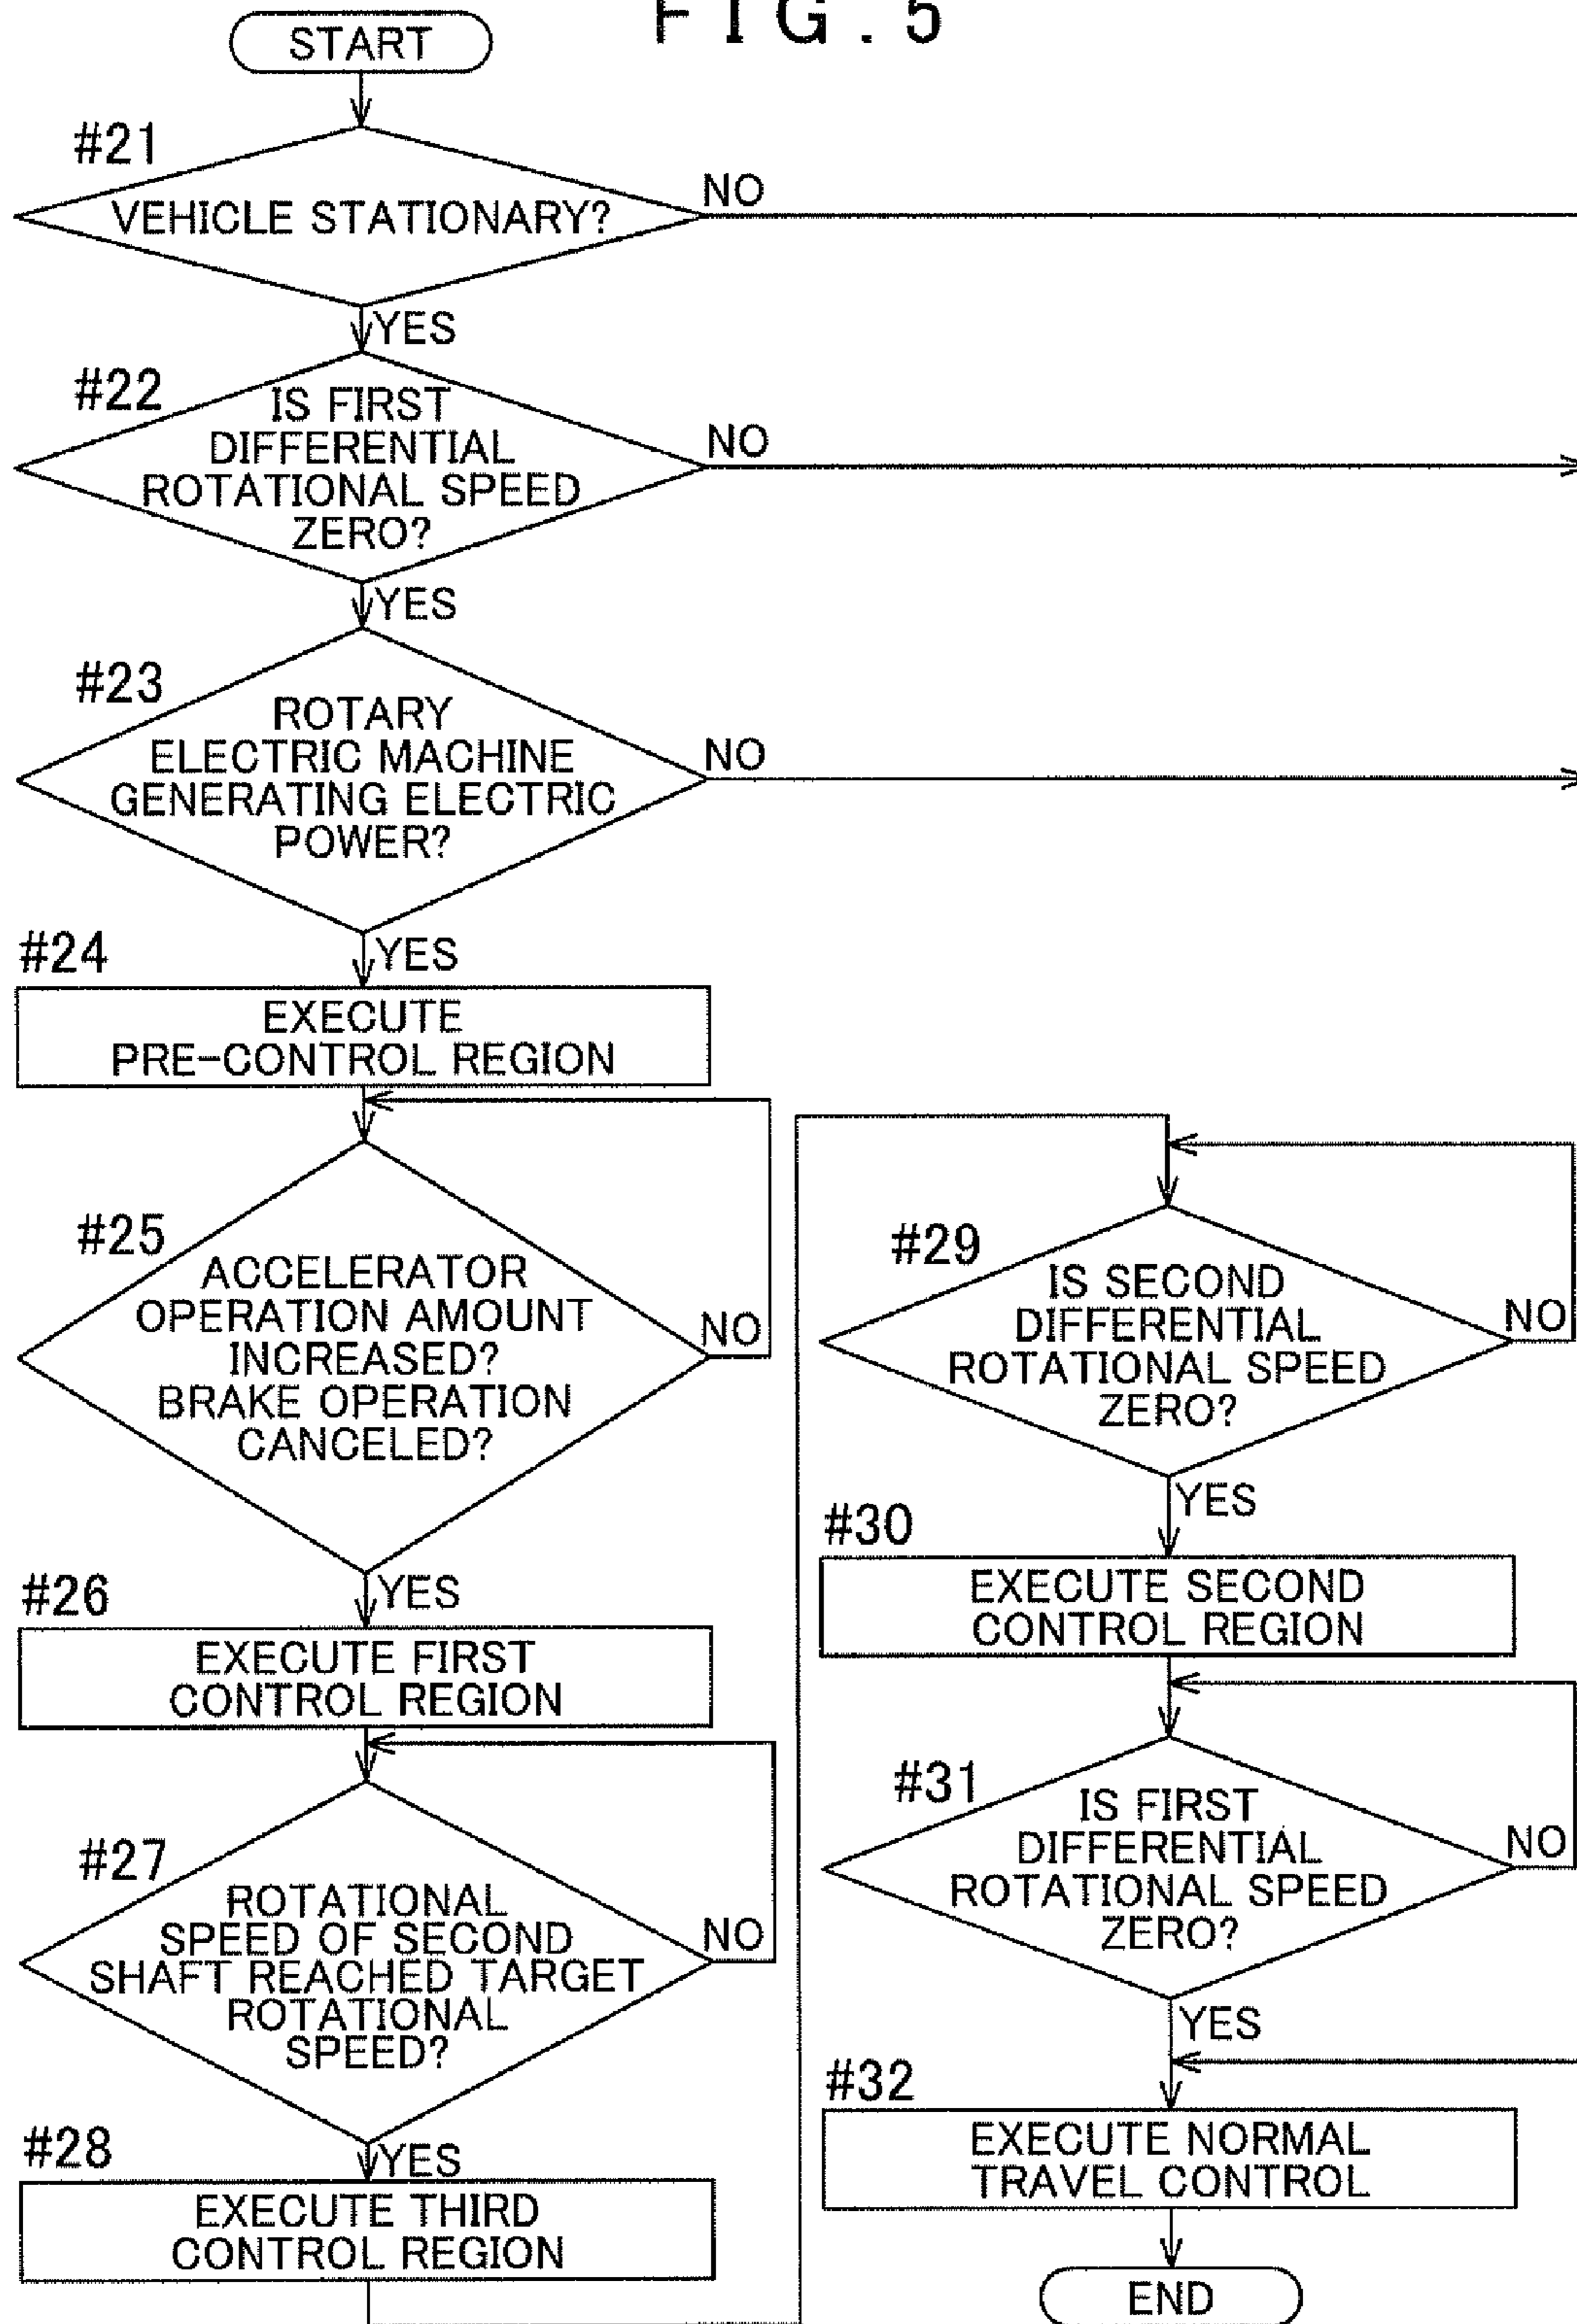 FIG.5
START
#21
VEHICLE STATIONARY?
NO
YES
#22
IS FIRST
DIFFERENTIAL
ROTATIONAL SPEED
ZERO?
NO
YES
#23
ROTARY
ELECTRIC MACHINE
GENERATING ELECTRIC
POWER?
NO
YES
#24
EXECUTE
PRE-CONTROL REGION
#25
ACCELERATOR
OPERATION AMOUNT
INCREASED?
BRAKE OPERATION
CANCELED?
NO
YES
#26
EXECUTE FIRST
CONTROL REGION
#27
ROTATIONAL
SPEED OF SECOND
SHAFT REACHED TARGET
ROTATIONAL
SPEED?
NO
YES
#28
EXECUTE THIRD
CONTROL REGION
#29
IS SECOND
DIFFERENTIAL
ROTATIONAL SPEED
ZERO?
NO
YES
#30
EXECUTE SECOND
CONTROL REGION
#31
IS FIRST
DIFFERENTIAL
ROTATIONAL SPEED
ZERO?
NO
YES
#32
EXECUTE NORMAL
TRAVEL CONTROL
END